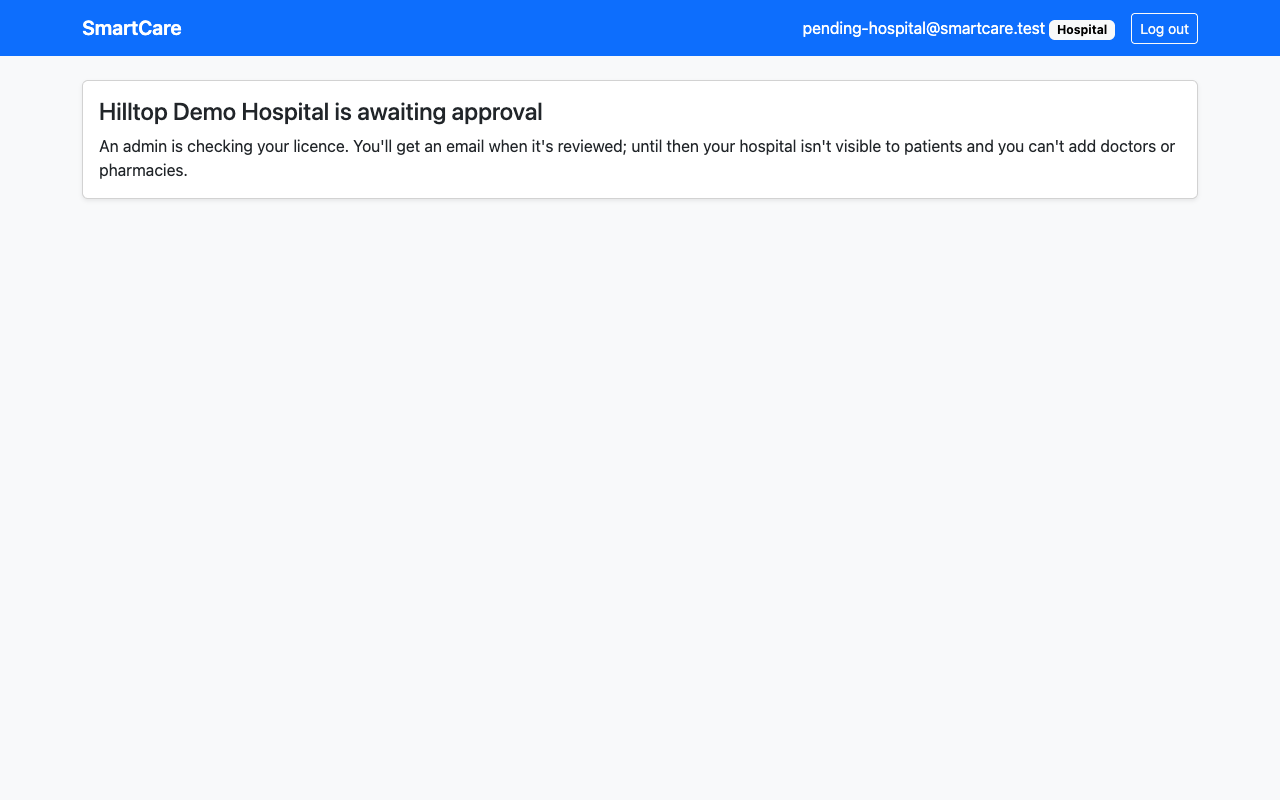 SmartCare
pending-hospital@smartcare.test Hospital Log out
Hilltop Demo Hospital is awaiting approval
An admin is checking your licence. You'll get an email when it's reviewed; until then your hospital isn't visible to patients and you can't add doctors or
pharmacies.